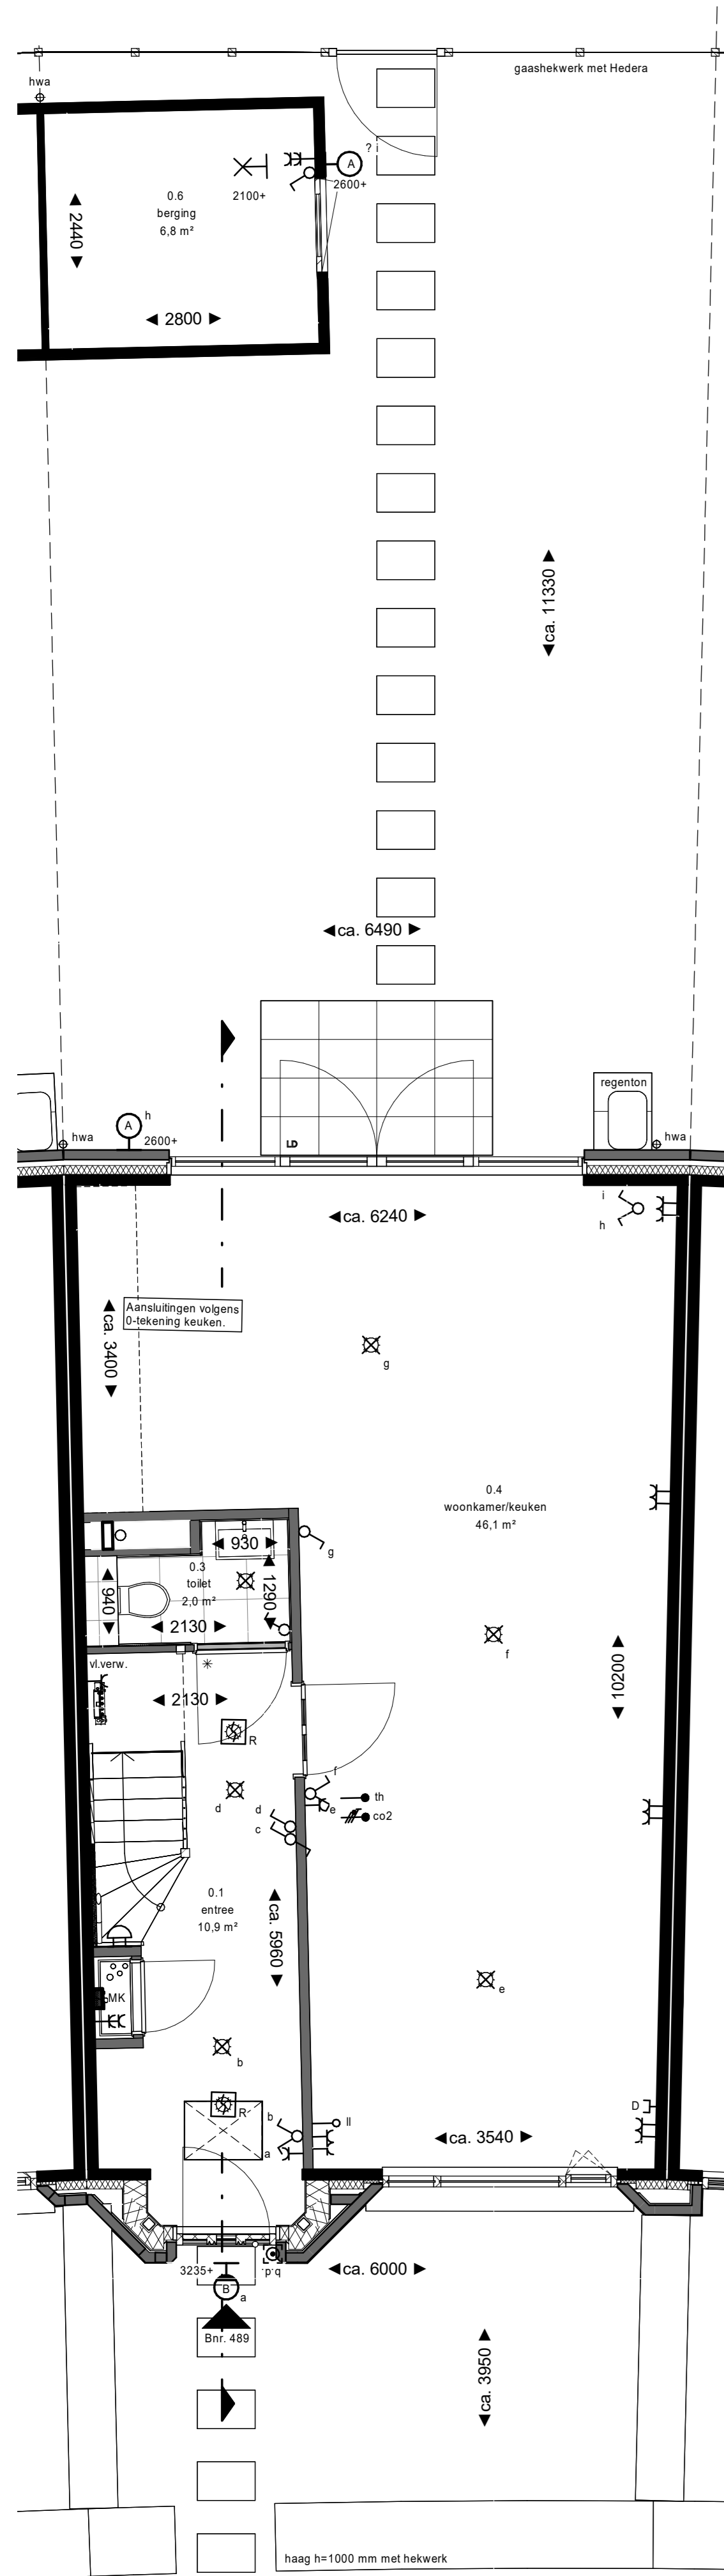 gaashekwerk met Hedera
hwa
? i
A
2600+
2100+
0.6
berging
6,8 m²
2440
2800
ca. 11330
ca. 6490
regenton
h
A
2600+
hwa
hwa
LD
ca. 6240
i
h
Aansluitingen volgens
0-tekening keuken.
ca. 3400
g
0.4
woonkamer/keuken
46,1 m²
g
930
0.3
toilet
2,0 m²
1290
940
2130
f
vl.verw.
2130
10200
R
f
th
e
co2
d
d
c
0.1
entree
10,9 m²
ca. 5960
e
MK
b
R
b
a
ll
D
ca. 3540
3235+
p.p.
B
a
ca. 6000
Bnr. 489
ca. 3950
haag h=1000 mm met hekwerk